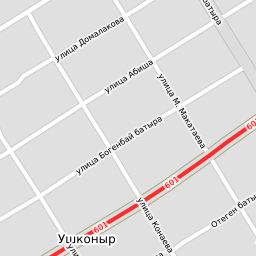 улица Домалакова
батыра
улица Абиша
улица М. Макатаева
улица Богенбай батыра
601
601
601
улица Конаева
Отеген баты
Ушконыр